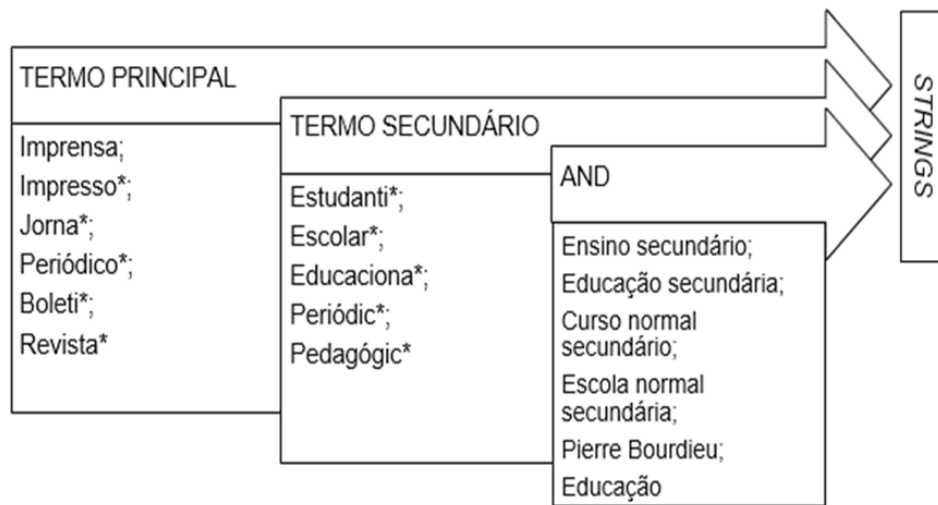 TERMO PRINCIPAL
Imprensa;
Impresso*;
Jorna*;
Periódico*;
Boleti*;
Revista*
TERMO SECUNDÁRIO
Estudanti*;
Escolar*;
Educaciona*;
Periódic*;
Pedagógic*
AND
Ensino secundário;
Educação secundária;
Curso normal
secundário;
Escola normal
secundária;
Pierre Bourdieu;
Educação
STRINGS